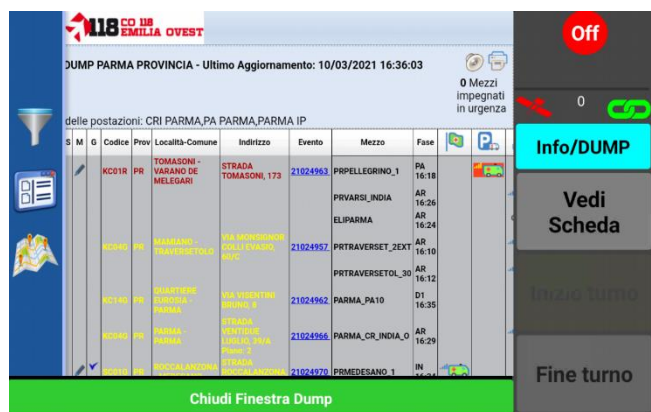 118 CO 118
EMILIA OVEST
Off
DUMP PARMA PROVINCIA - Ultimo Aggiornamento: 10/03/2021 16:36:03
0 Mezzi
impegnati
in urgenza
0
delle postazioni: CRI PARMA,PA PARMA,PARMA IP
S M G Codice Prov Località-Comune Indirizzo Evento Mezzo Fase
Info/DUMP
KC01R PR TOMASONI - VARANO DE MELEGARI STRADA TOMASONI, 173 21024963 PRPELLEGRINO_1 PA 16:18
PRVARSI_INDIA AR 16:26
ELIPARMA AR 16:24
Vedi
Scheda
KC04G PR MAMIANO - TRAVERSETOLO VIA MONSIGNOR COLLI EVASIO, 60/C 21024957 PRTRAVERSET_2EXT AR 16:10
PRTRAVERSETOL_30 AR 16:12
Inizio turno
KC14G PR QUARTIERE EUROSIA - PARMA VIA VISENTINI BRUNO, 6 21024962 PARMA_PA10 D1 16:35
KC04G PR PARMA - PARMA STRADA VENTIDUE LUGLIO, 39/A Piano: 2 21024966 PARMA_CR_INDIA_O AR 16:29
SC01G PR ROCCALANZONA STRADA ROCCALANZONA, 21024970 PRMEDESANO_1 IN
Fine turno
Chiudi Finestra Dump